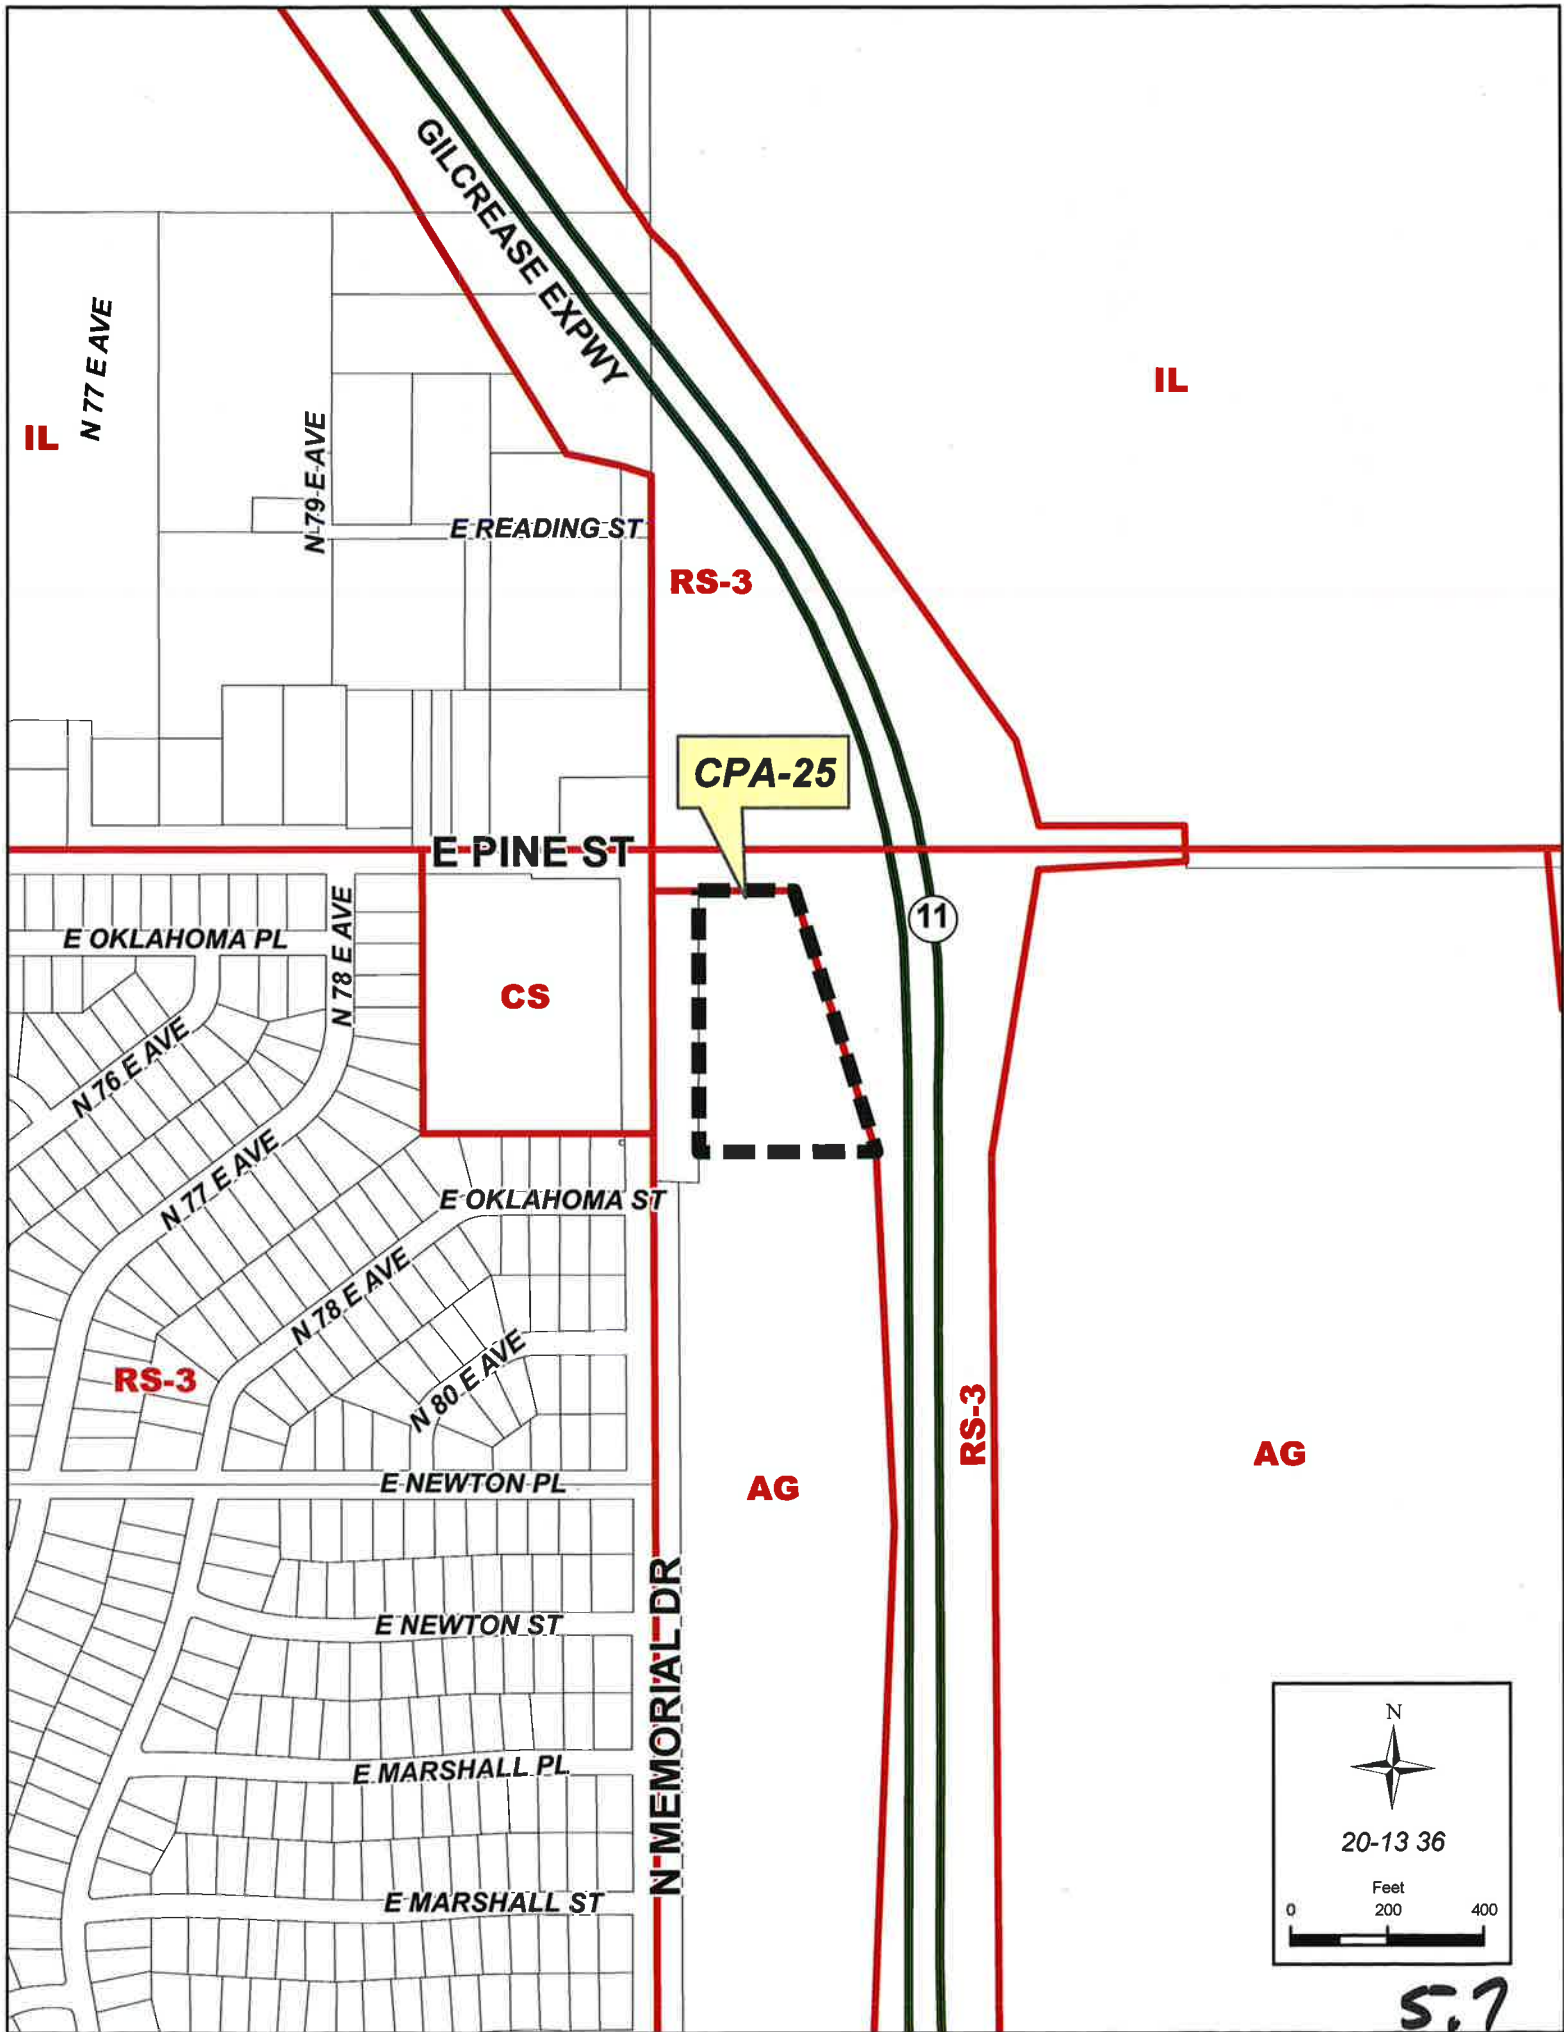 GILCREASE EXPWY
N 77 E AVE
IL
IL
N 79 E AVE
E READING ST
RS-3
CPA-25
E PINE ST
11
E OKLAHOMA PL
N 78 E AVE
CS
N 76 E AVE
N 77 E AVE
E OKLAHOMA ST
N 78 E AVE
N 80 E AVE
RS-3
RS-3
AG
E NEWTON PL
AG
N MEMORIAL DR
E NEWTON ST
E MARSHALL PL
E MARSHALL ST
N
20-13 36
Feet
0 200 400
5.7